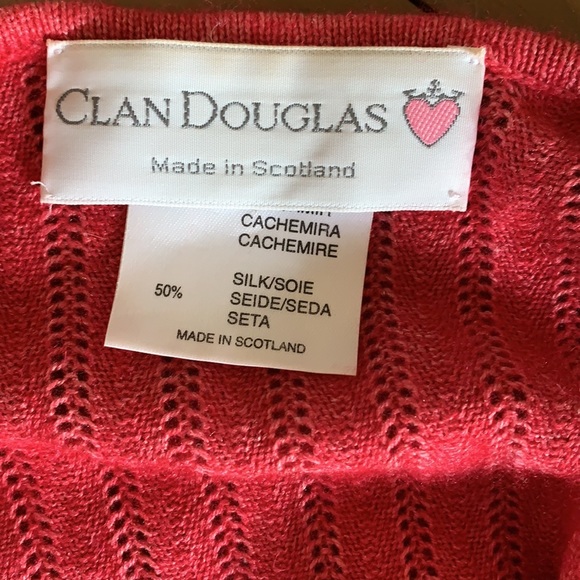 CLAN DOUGLAS
Made in Scotland
CACHEMIRA
CACHEMIRE
50% SILK/SOIE
SEIDE/SEDA
SETA
MADE IN SCOTLAND